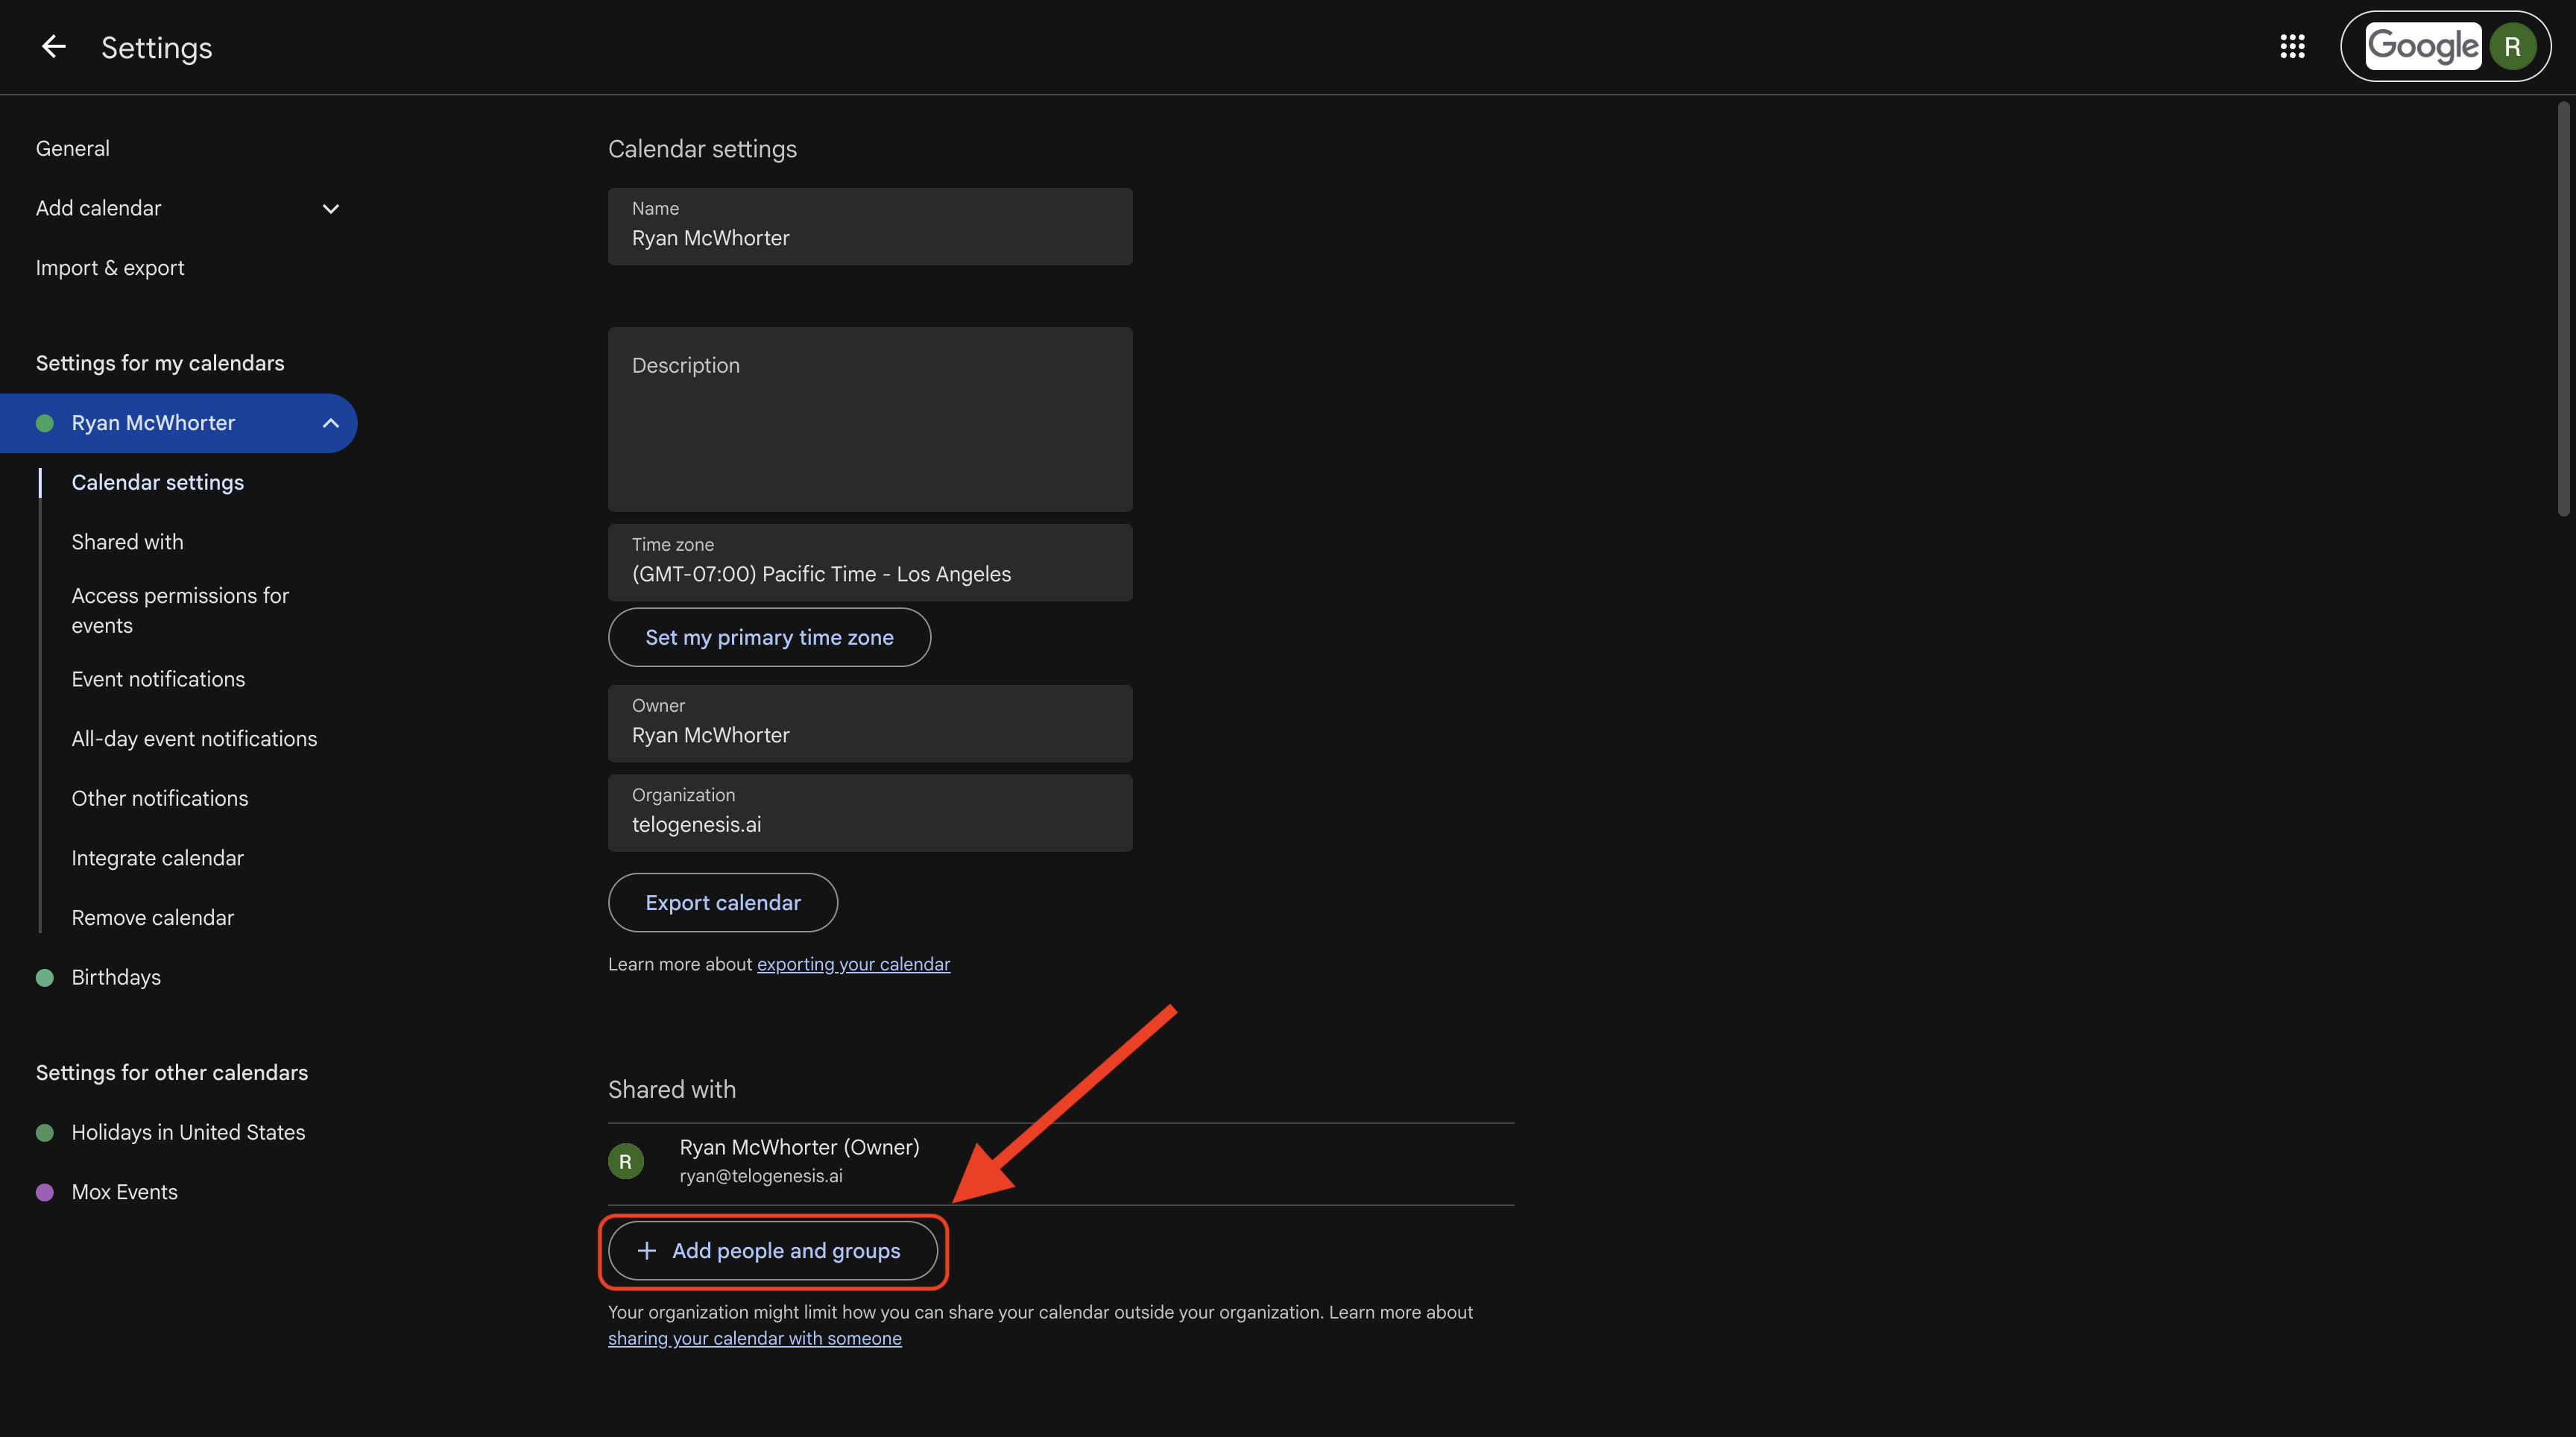 Settings
Google
R
General
Add calendar
Import & export
Settings for my calendars
Ryan McWhorter
Calendar settings
Shared with
Access permissions for
events
Event notifications
All-day event notifications
Other notifications
Integrate calendar
Remove calendar
Birthdays
Settings for other calendars
Holidays in United States
Mox Events
Calendar settings
Name
Ryan McWhorter
Description
Time zone
(GMT-07:00) Pacific Time - Los Angeles
Set my primary time zone
Owner
Ryan McWhorter
Organization
telogenesis.ai
Export calendar
Learn more about exporting your calendar
Shared with
R
Ryan McWhorter (Owner)
ryan@telogenesis.ai
+ Add people and groups
Your organization might limit how you can share your calendar outside your organization. Learn more about
sharing your calendar with someone